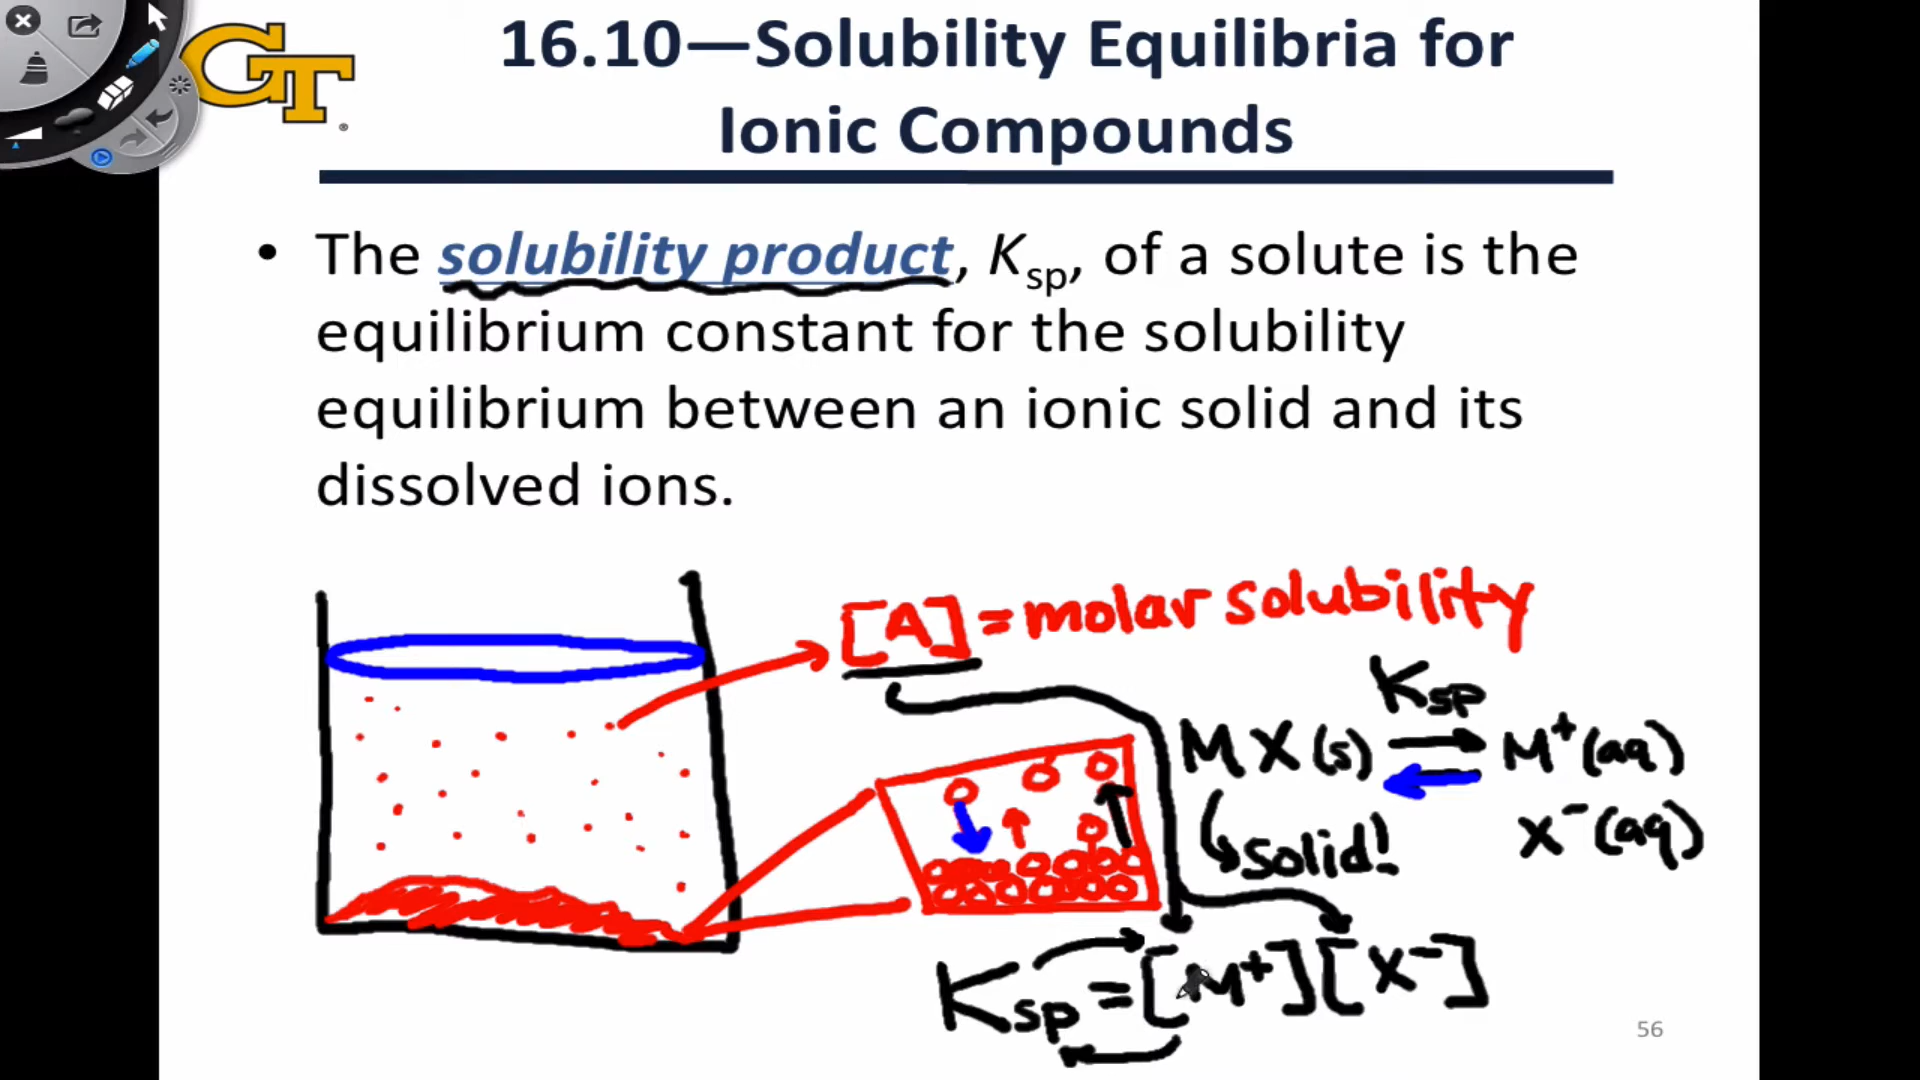 GT®
16.10—Solubility Equilibria for
Ionic Compounds
• The solubility product, Ksp, of a solute is the
equilibrium constant for the solubility
equilibrium between an ionic solid and its
dissolved ions.
[A] = molar solubility
Ksp
MX(s) ⇌ M⁺(aq)
X⁻(aq)
Solid!
Ksp = [M⁺][X⁻]
56